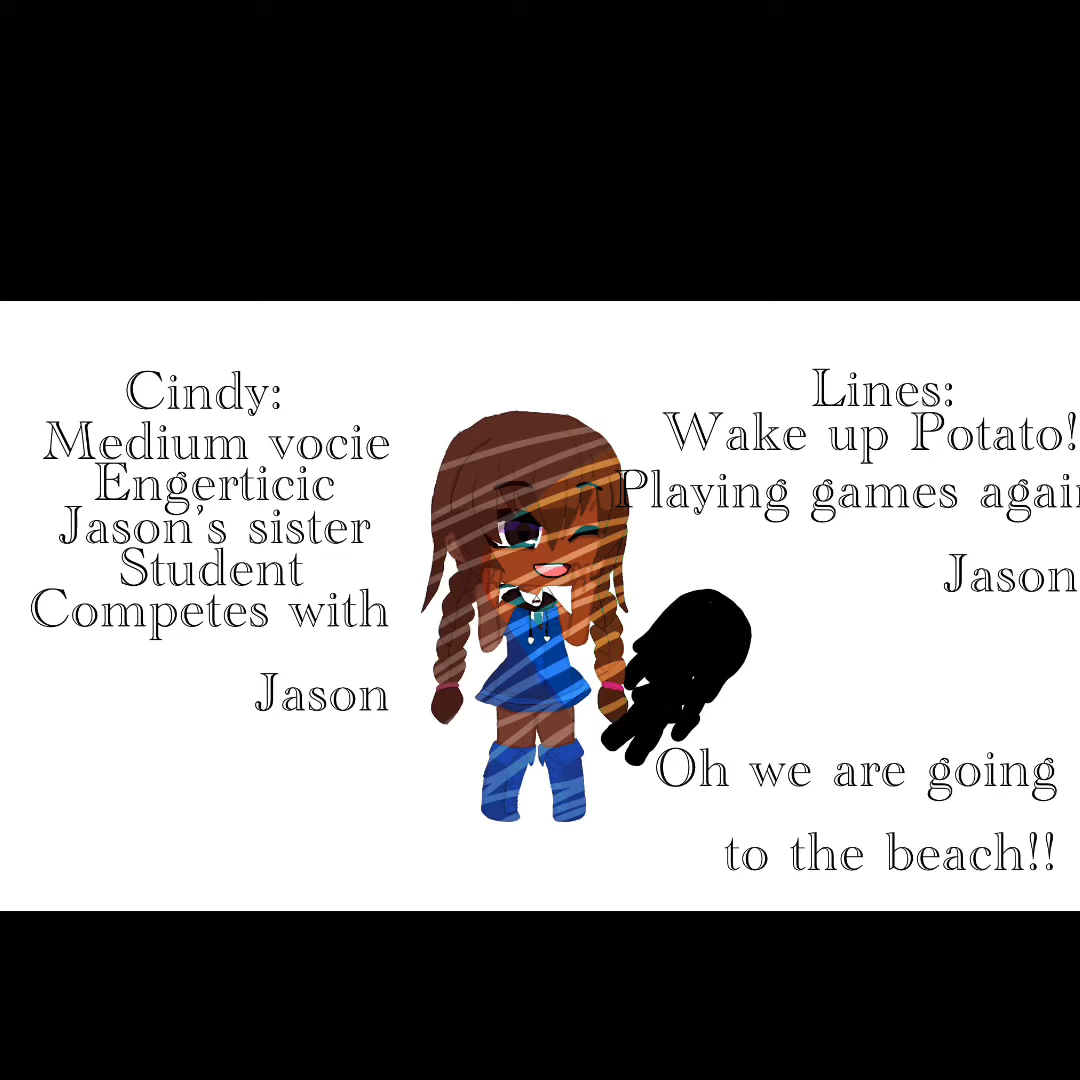 Cindy:
Medium vocie
Engerticic
Jason's sister
Student
Competes with
Jason
Lines:
Wake up Potato!
Playing games again
Jason
Oh we are going
to the beach!!